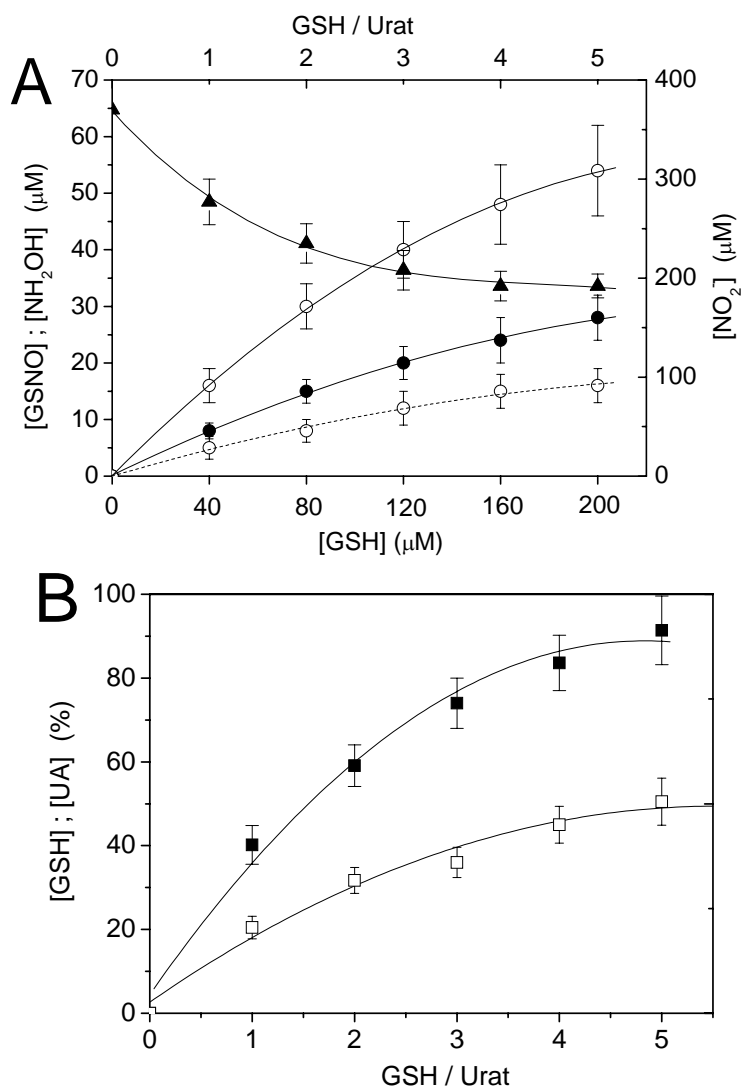 GSH / Urat
0 1 2 3 4 5
A
70
60
50
40
30
20
10
0
[GSNO] ; [NH₂OH] (μM)
400
300
200
100
0
[NO₂⁻] (μM)
0 40 80 120 160 200
[GSH] (μM)
B
100
80
60
40
20
0
[GSH] ; [UA] (%)
0 1 2 3 4 5
GSH / Urat